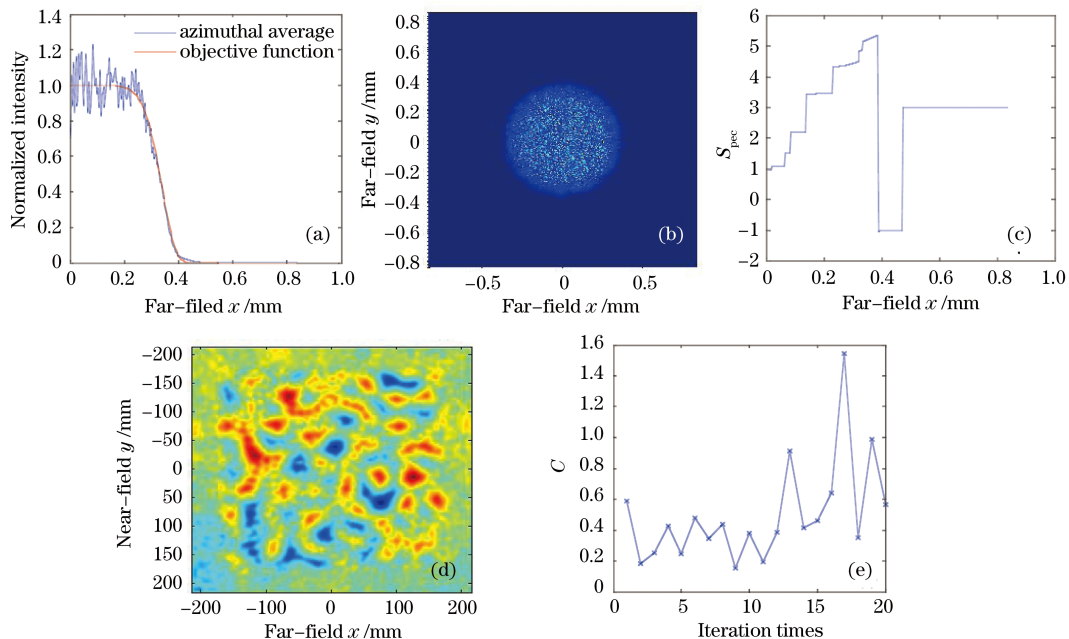 1.4
1.2
1.0
0.8
0.6
0.4
0.2
0
Normalized intensity
azimuthal average
objective function
(a)
0 0.2 0.4 0.6 0.8 1.0
Far-filed x /mm
0.8
0.6
0.4
0.2
0
0.2
0.4
0.6
0.8
Far-field y /mm
(b)
-0.5 0 0.5
Far-field x /mm
6
5
4
3
2
1
0
-1
-2
Spec
(c)
0 0.2 0.4 0.6 0.8 1.0
Far-field x /mm
-200
-150
-100
-50
0
50
100
150
200
Near-field y /mm
(d)
-200 -100 0 100 200
Far-field x /mm
1.6
1.4
1.2
1.0
0.8
0.6
0.4
0.2
0
C
(e)
0 5 10 15 20
Iteration times